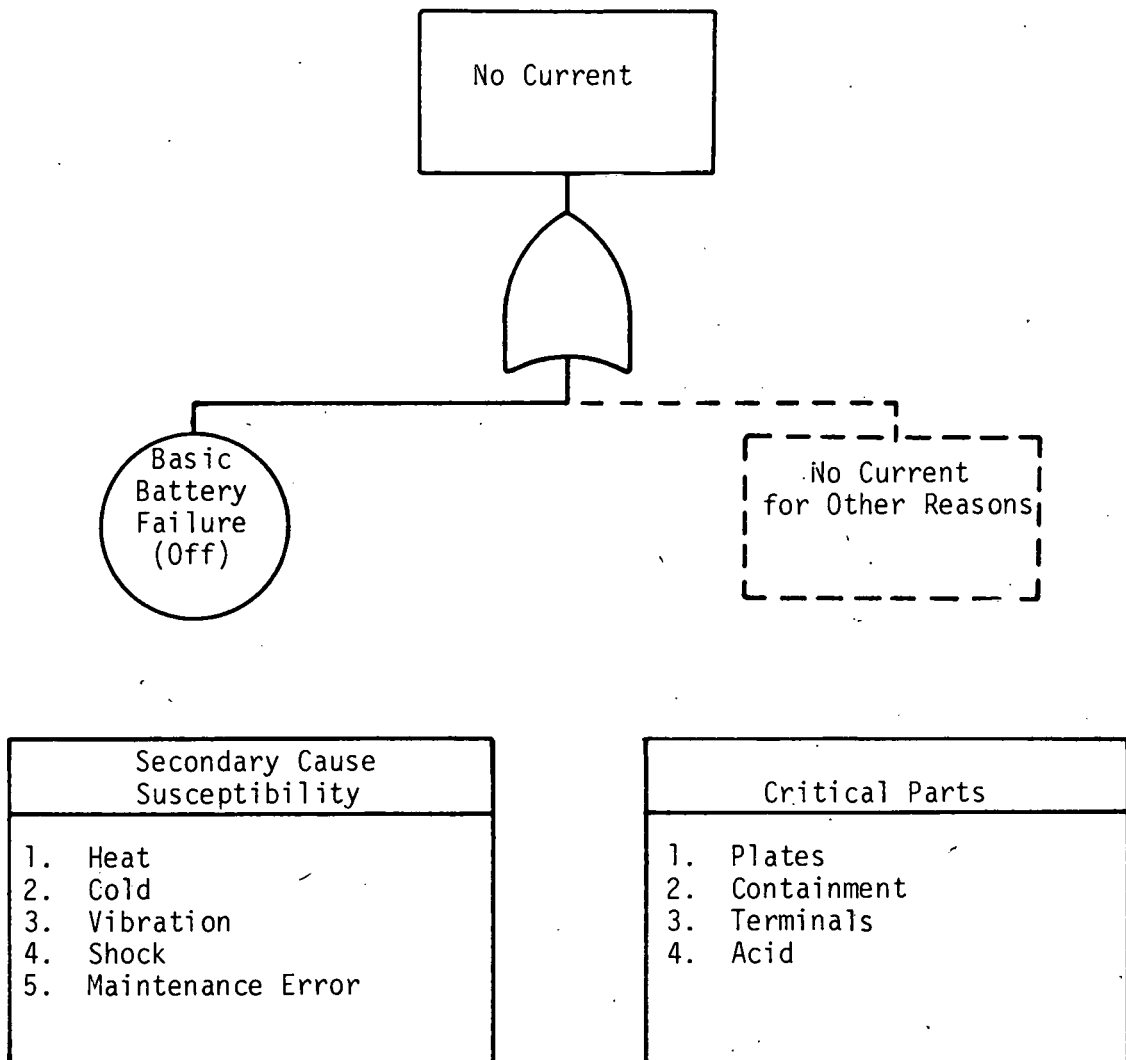 No Current
Basic
Battery
Failure
(Off)
No Current
for Other Reasons
Secondary Cause
Susceptibility
1. Heat
2. Cold
3. Vibration
4. Shock
5. Maintenance Error
Critical Parts
1. Plates
2. Containment
3. Terminals
4. Acid